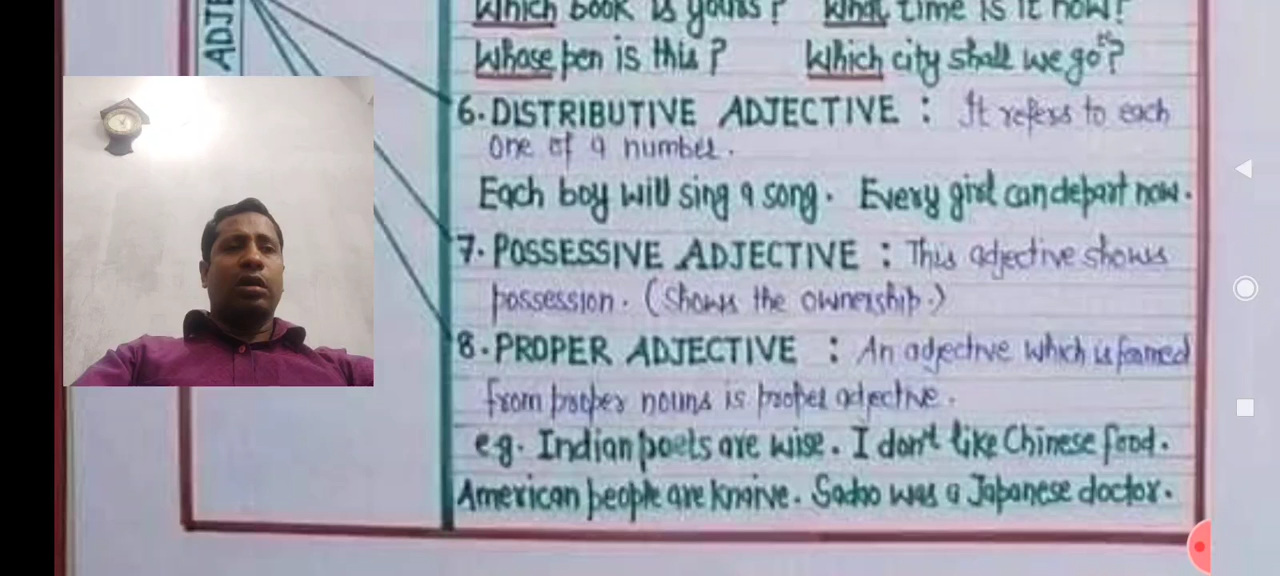 ADJE
Which book is yours? What time is it now?
Whose pen is this? Which city shall we go to?
6. DISTRIBUTIVE ADJECTIVE : It refers to each
one of a number.
Each boy will sing a song. Every girl can depart now.
7. POSSESSIVE ADJECTIVE : This adjective shows
possession. (shows the ownership.)
8. PROPER ADJECTIVE : An adjective which is formed
from proper nouns is proper adjective.
e.g. Indian poets are wise. I don't like Chinese food.
American people are knaive. Sadao was a Japanese doctor.